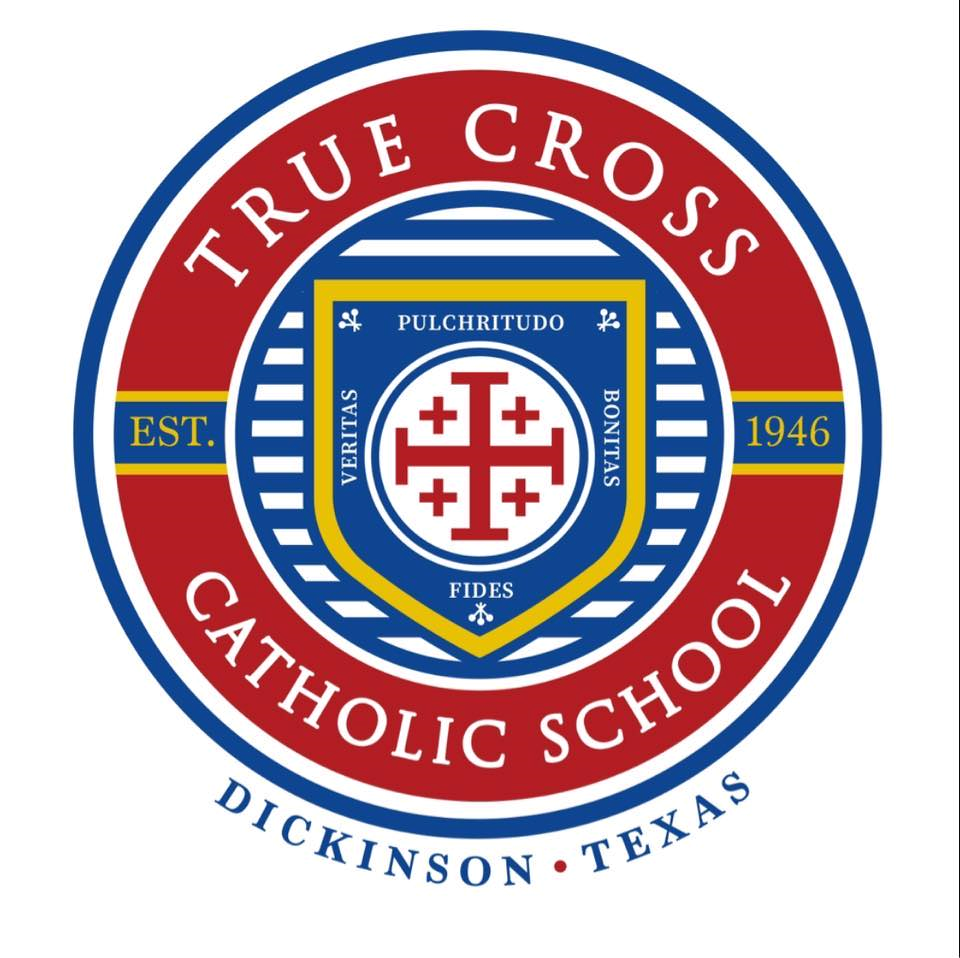 TRUE CROSS
EST.
1946
PULCHRITUDO
VERITAS
BONITAS
FIDES
CATHOLIC SCHOOL
DICKINSON • TEXAS